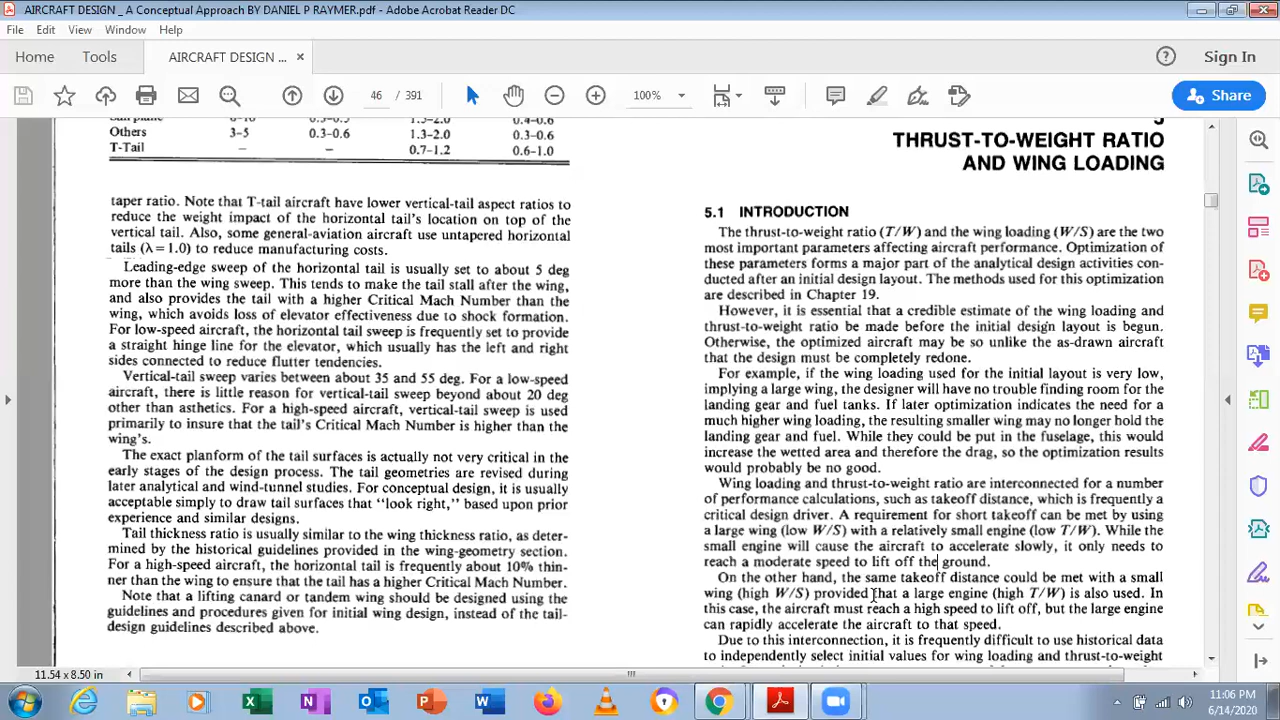 AIRCRAFT DESIGN _ A Conceptual Approach BY DANIEL P RAYMER.pdf - Adobe Acrobat Reader DC
File Edit View Window Help
Home Tools AIRCRAFT DESIGN ... × Sign In
46 / 391 100% Share
Others 3–5 0.3–0.6 1.3–2.0 0.3–0.6
T-Tail — — 0.7–1.2 0.6–1.0
taper ratio. Note that T-tail aircraft have lower vertical-tail aspect ratios to
reduce the weight impact of the horizontal tail's location on top of the
vertical tail. Also, some general-aviation aircraft use untapered horizontal
tails (λ = 1.0) to reduce manufacturing costs.
Leading-edge sweep of the horizontal tail is usually set to about 5 deg
more than the wing sweep. This tends to make the tail stall after the wing,
and also provides the tail with a higher Critical Mach Number than the
wing, which avoids loss of elevator effectiveness due to shock formation.
For low-speed aircraft, the horizontal tail sweep is frequently set to provide
a straight hinge line for the elevator, which usually has the left and right
sides connected to reduce flutter tendencies.
Vertical-tail sweep varies between about 35 and 55 deg. For a low-speed
aircraft, there is little reason for vertical-tail sweep beyond about 20 deg
other than asthetics. For a high-speed aircraft, vertical-tail sweep is used
primarily to insure that the tail's Critical Mach Number is higher than the
wing's.
The exact planform of the tail surfaces is actually not very critical in the
early stages of the design process. The tail geometries are revised during
later analytical and wind-tunnel studies. For conceptual design, it is usually
acceptable simply to draw tail surfaces that "look right," based upon prior
experience and similar designs.
Tail thickness ratio is usually similar to the wing thickness ratio, as deter-
mined by the historical guidelines provided in the wing-geometry section.
For a high-speed aircraft, the horizontal tail is frequently about 10% thin-
ner than the wing to ensure that the tail has a higher Critical Mach Number.
Note that a lifting canard or tandem wing should be designed using the
guidelines and procedures given for initial wing design, instead of the tail-
design guidelines described above.
THRUST-TO-WEIGHT RATIO
AND WING LOADING
5.1 INTRODUCTION
The thrust-to-weight ratio (T/W) and the wing loading (W/S) are the two
most important parameters affecting aircraft performance. Optimization of
these parameters forms a major part of the analytical design activities con-
ducted after an initial design layout. The methods used for this optimization
are described in Chapter 19.
However, it is essential that a credible estimate of the wing loading and
thrust-to-weight ratio be made before the initial design layout is begun.
Otherwise, the optimized aircraft may be so unlike the as-drawn aircraft
that the design must be completely redone.
For example, if the wing loading used for the initial layout is very low,
implying a large wing, the designer will have no trouble finding room for the
landing gear and fuel tanks. If later optimization indicates the need for a
much higher wing loading, the resulting smaller wing may no longer hold the
landing gear and fuel. While they could be put in the fuselage, this would
increase the wetted area and therefore the drag, so the optimization results
would probably be no good.
Wing loading and thrust-to-weight ratio are interconnected for a number
of performance calculations, such as takeoff distance, which is frequently a
critical design driver. A requirement for short takeoff can be met by using
a large wing (low W/S) with a relatively small engine (low T/W). While the
small engine will cause the aircraft to accelerate slowly, it only needs to
reach a moderate speed to lift off the ground.
On the other hand, the same takeoff distance could be met with a small
wing (high W/S) provided that a large engine (high T/W) is also used. In
this case, the aircraft must reach a high speed to lift off, but the large engine
can rapidly accelerate the aircraft to that speed.
Due to this interconnection, it is frequently difficult to use historical data
to independently select initial values for wing loading and thrust-to-weight
11.54 x 8.50 in
11:06 PM
6/14/2020